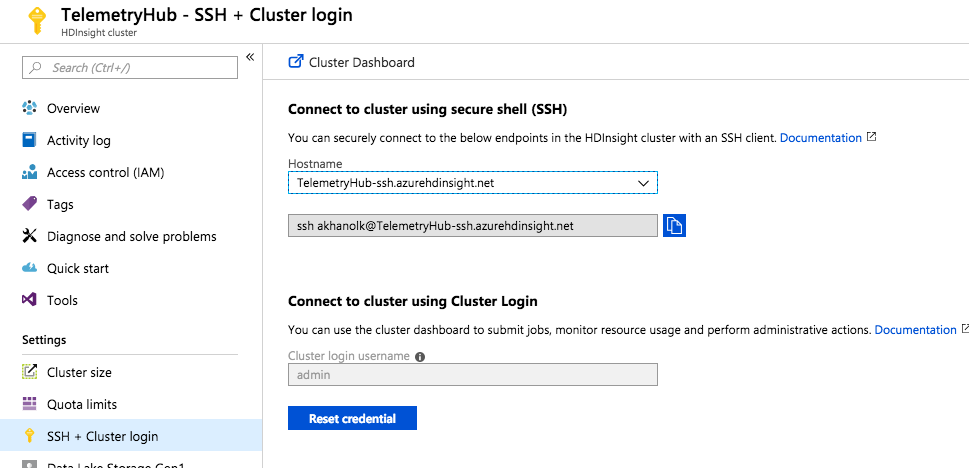 TelemetryHub - SSH + Cluster login
HDInsight cluster
Search (Ctrl+/)
Overview
Activity log
Access control (IAM)
Tags
Diagnose and solve problems
Quick start
Tools
Settings
Cluster size
Quota limits
SSH + Cluster login
Data Lake Storage Gen1
Cluster Dashboard
Connect to cluster using secure shell (SSH)
You can securely connect to the below endpoints in the HDInsight cluster with an SSH client. Documentation
Hostname
TelemetryHub-ssh.azurehdinsight.net
ssh akhanolk@TelemetryHub-ssh.azurehdinsight.net
Connect to cluster using Cluster Login
You can use the cluster dashboard to submit jobs, monitor resource usage and perform administrative actions. Documentation
Cluster login username
admin
Reset credential